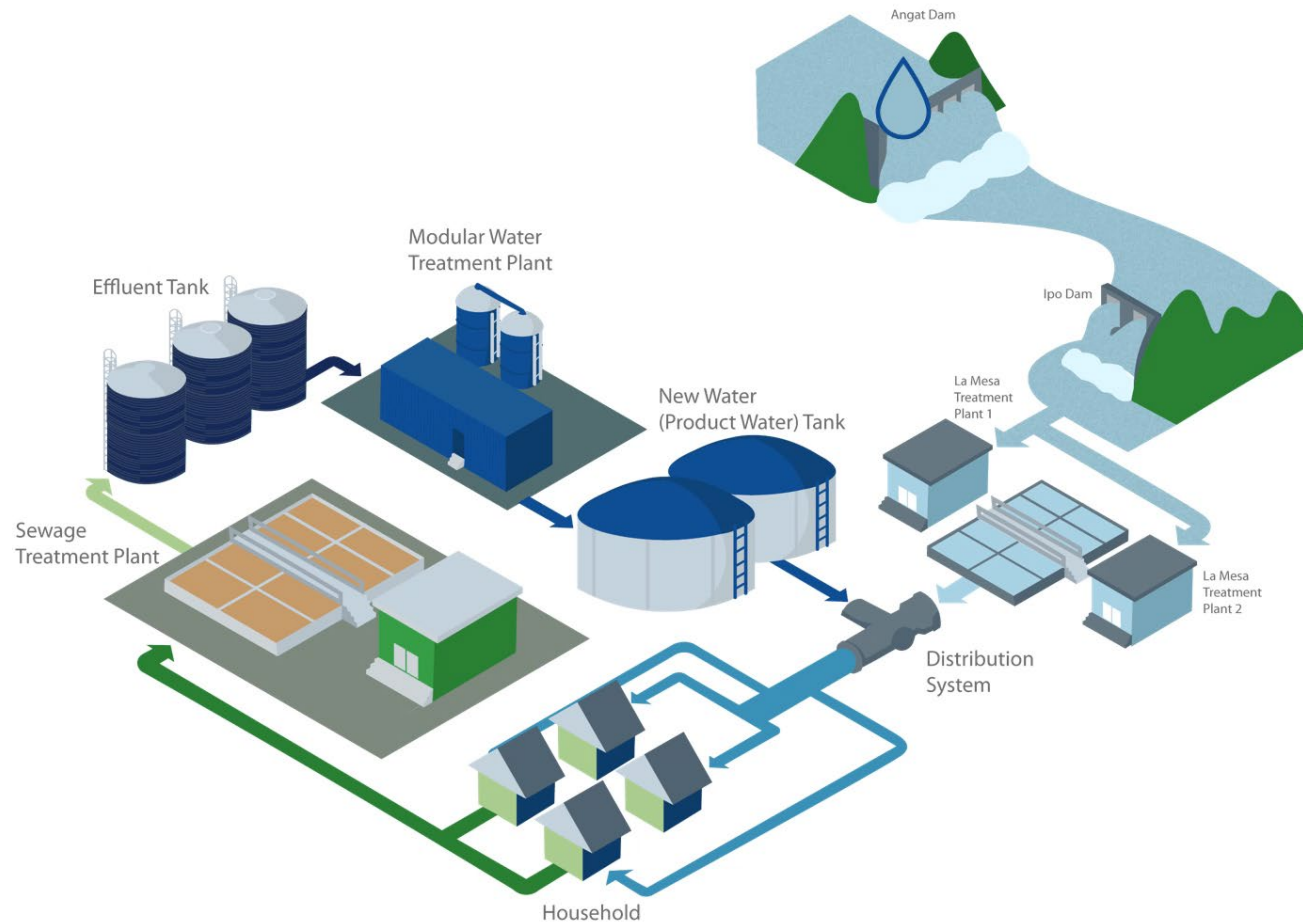 Angat Dam
Ipo Dam
Modular Water
Treatment Plant
Effluent Tank
New Water
(Product Water) Tank
La Mesa
Treatment
Plant 1
Sewage
Treatment Plant
La Mesa
Treatment
Plant 2
Distribution
System
Household